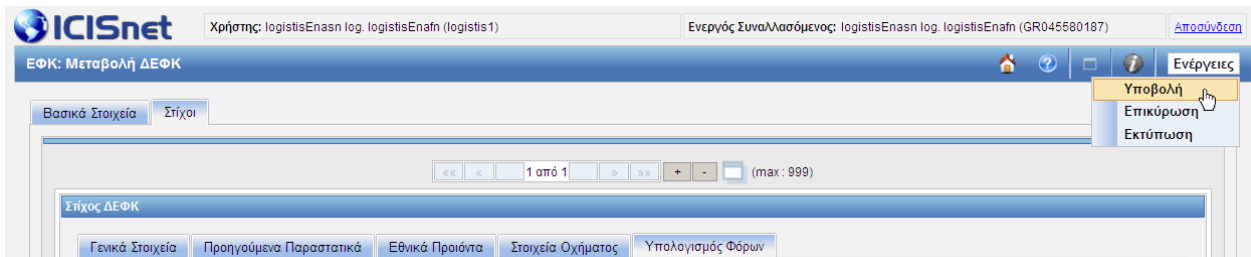 ICISnet Χρήστης: logistisEnasn log. logistisEnafn (logistis1) Ενεργός Συναλλασόμενος: logistisEnasn log. logistisEnafn (GR045580187) Αποσύνδεση
ΕΦΚ: Μεταβολή ΔΕΦΚ Ενέργειες
Υποβολή
Βασικά Στοιχεία Στίχοι Επικύρωση
Εκτύπωση
«« « 1 από 1 » »» + - (max : 999)
Στίχος ΔΕΦΚ
Γενικά Στοιχεία Προηγούμενα Παραστατικά Εθνικά Προιόντα Στοιχεία Οχήματος Υπολογισμός Φόρων